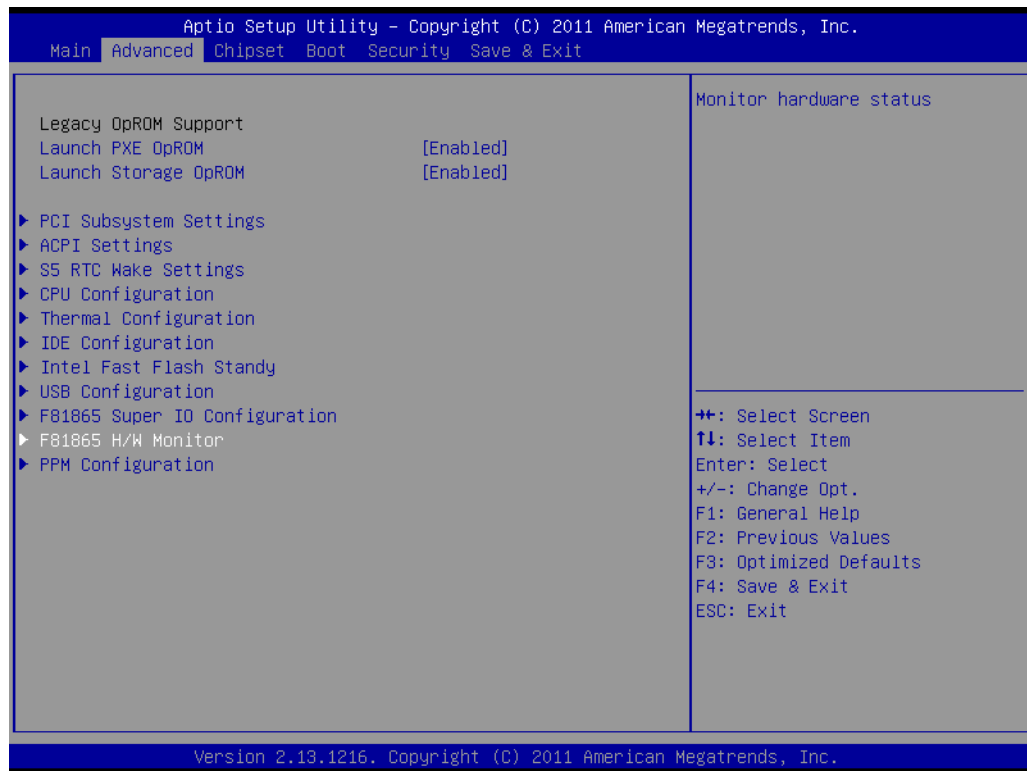 Aptio Setup Utility – Copyright (C) 2011 American Megatrends, Inc.
Main Advanced Chipset Boot Security Save & Exit
Legacy OpROM Support
Launch PXE OpROM [Enabled]
Launch Storage OpROM [Enabled]
PCI Subsystem Settings
ACPI Settings
S5 RTC Wake Settings
CPU Configuration
Thermal Configuration
IDE Configuration
Intel Fast Flash Standy
USB Configuration
F81865 Super IO Configuration
F81865 H/W Monitor
PPM Configuration
Monitor hardware status
→←: Select Screen
↑↓: Select Item
Enter: Select
+/-: Change Opt.
F1: General Help
F2: Previous Values
F3: Optimized Defaults
F4: Save & Exit
ESC: Exit
Version 2.13.1216. Copyright (C) 2011 American Megatrends, Inc.